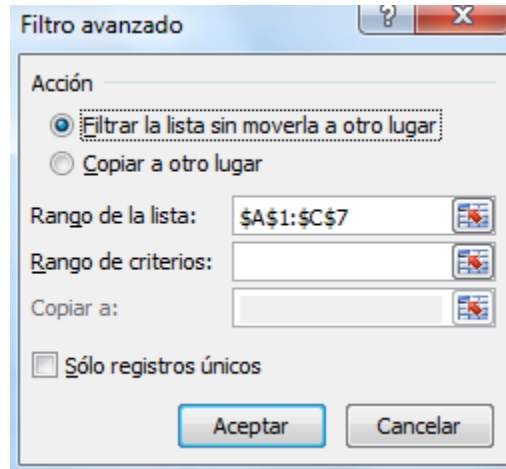 Filtro avanzado
Acción
Filtrar la lista sin moverla a otro lugar
Copiar a otro lugar
Rango de la lista: $A$1:$C$7
Rango de criterios:
Copiar a:
Sólo registros únicos
Aceptar Cancelar